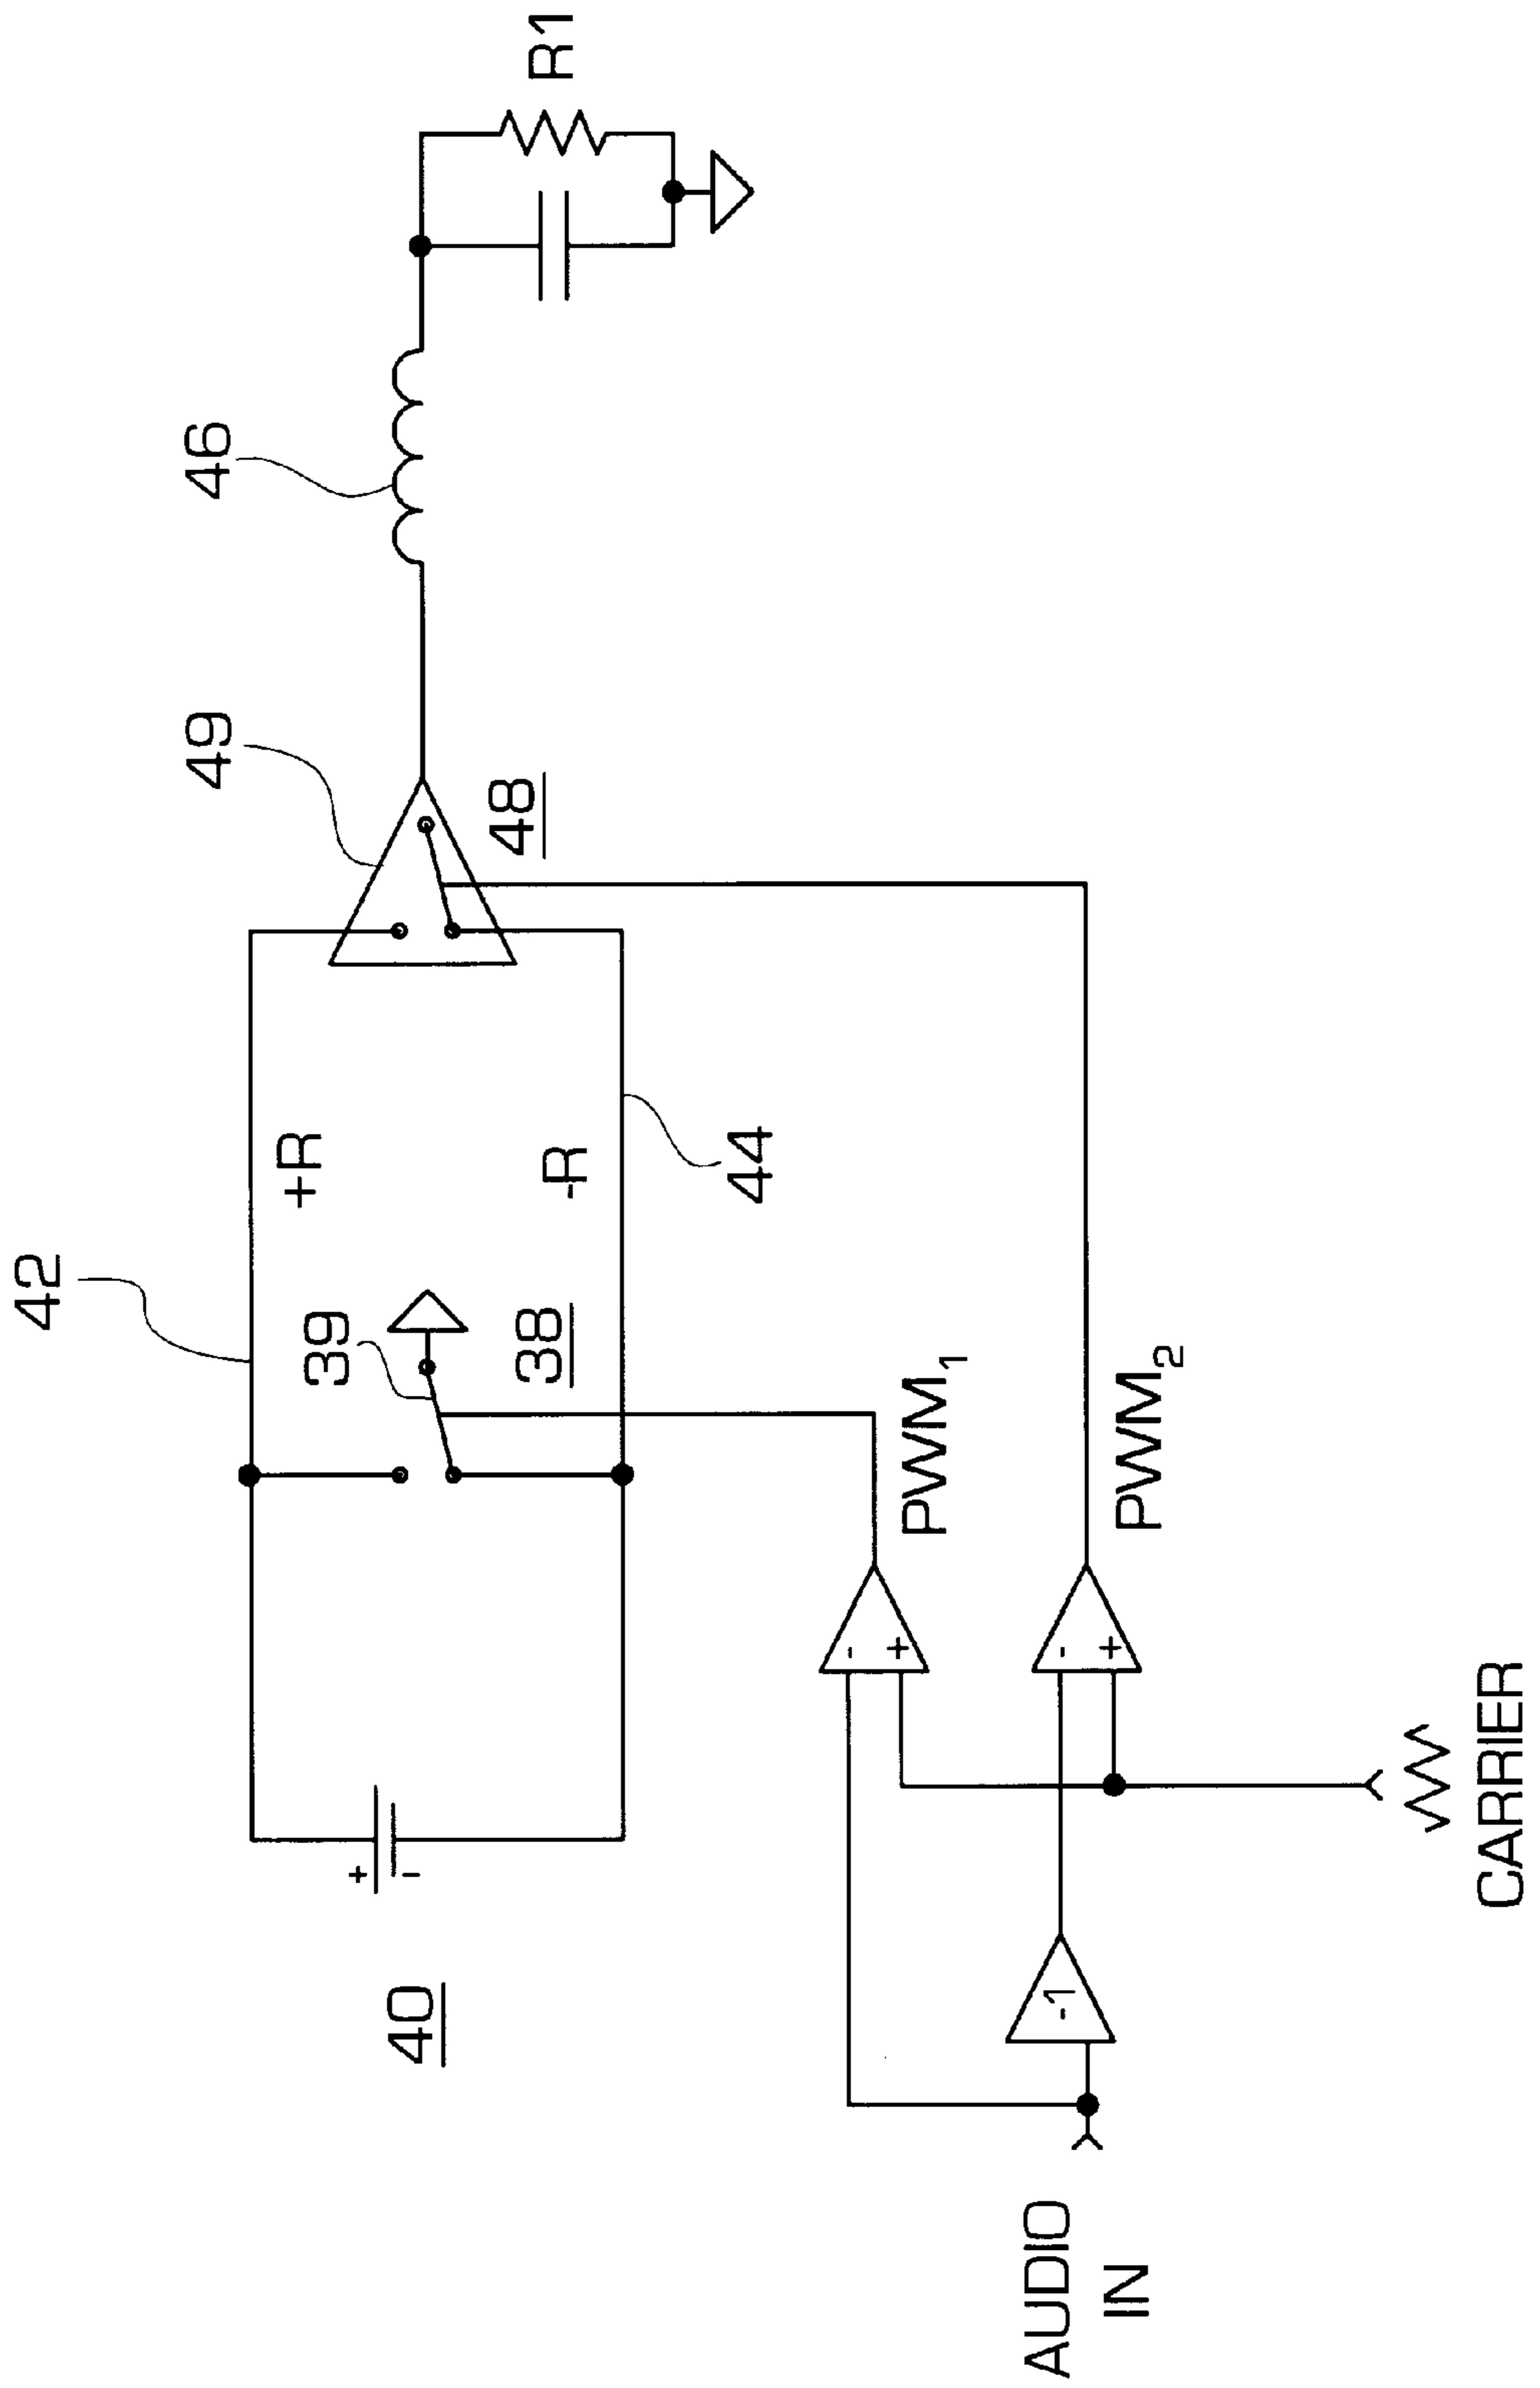 42
49
46
+R
39
40
+
-
38
48
-R
R1
44
-
+
PWM1
AUDIO
IN
-1
-
+
PWM2
CARRIER